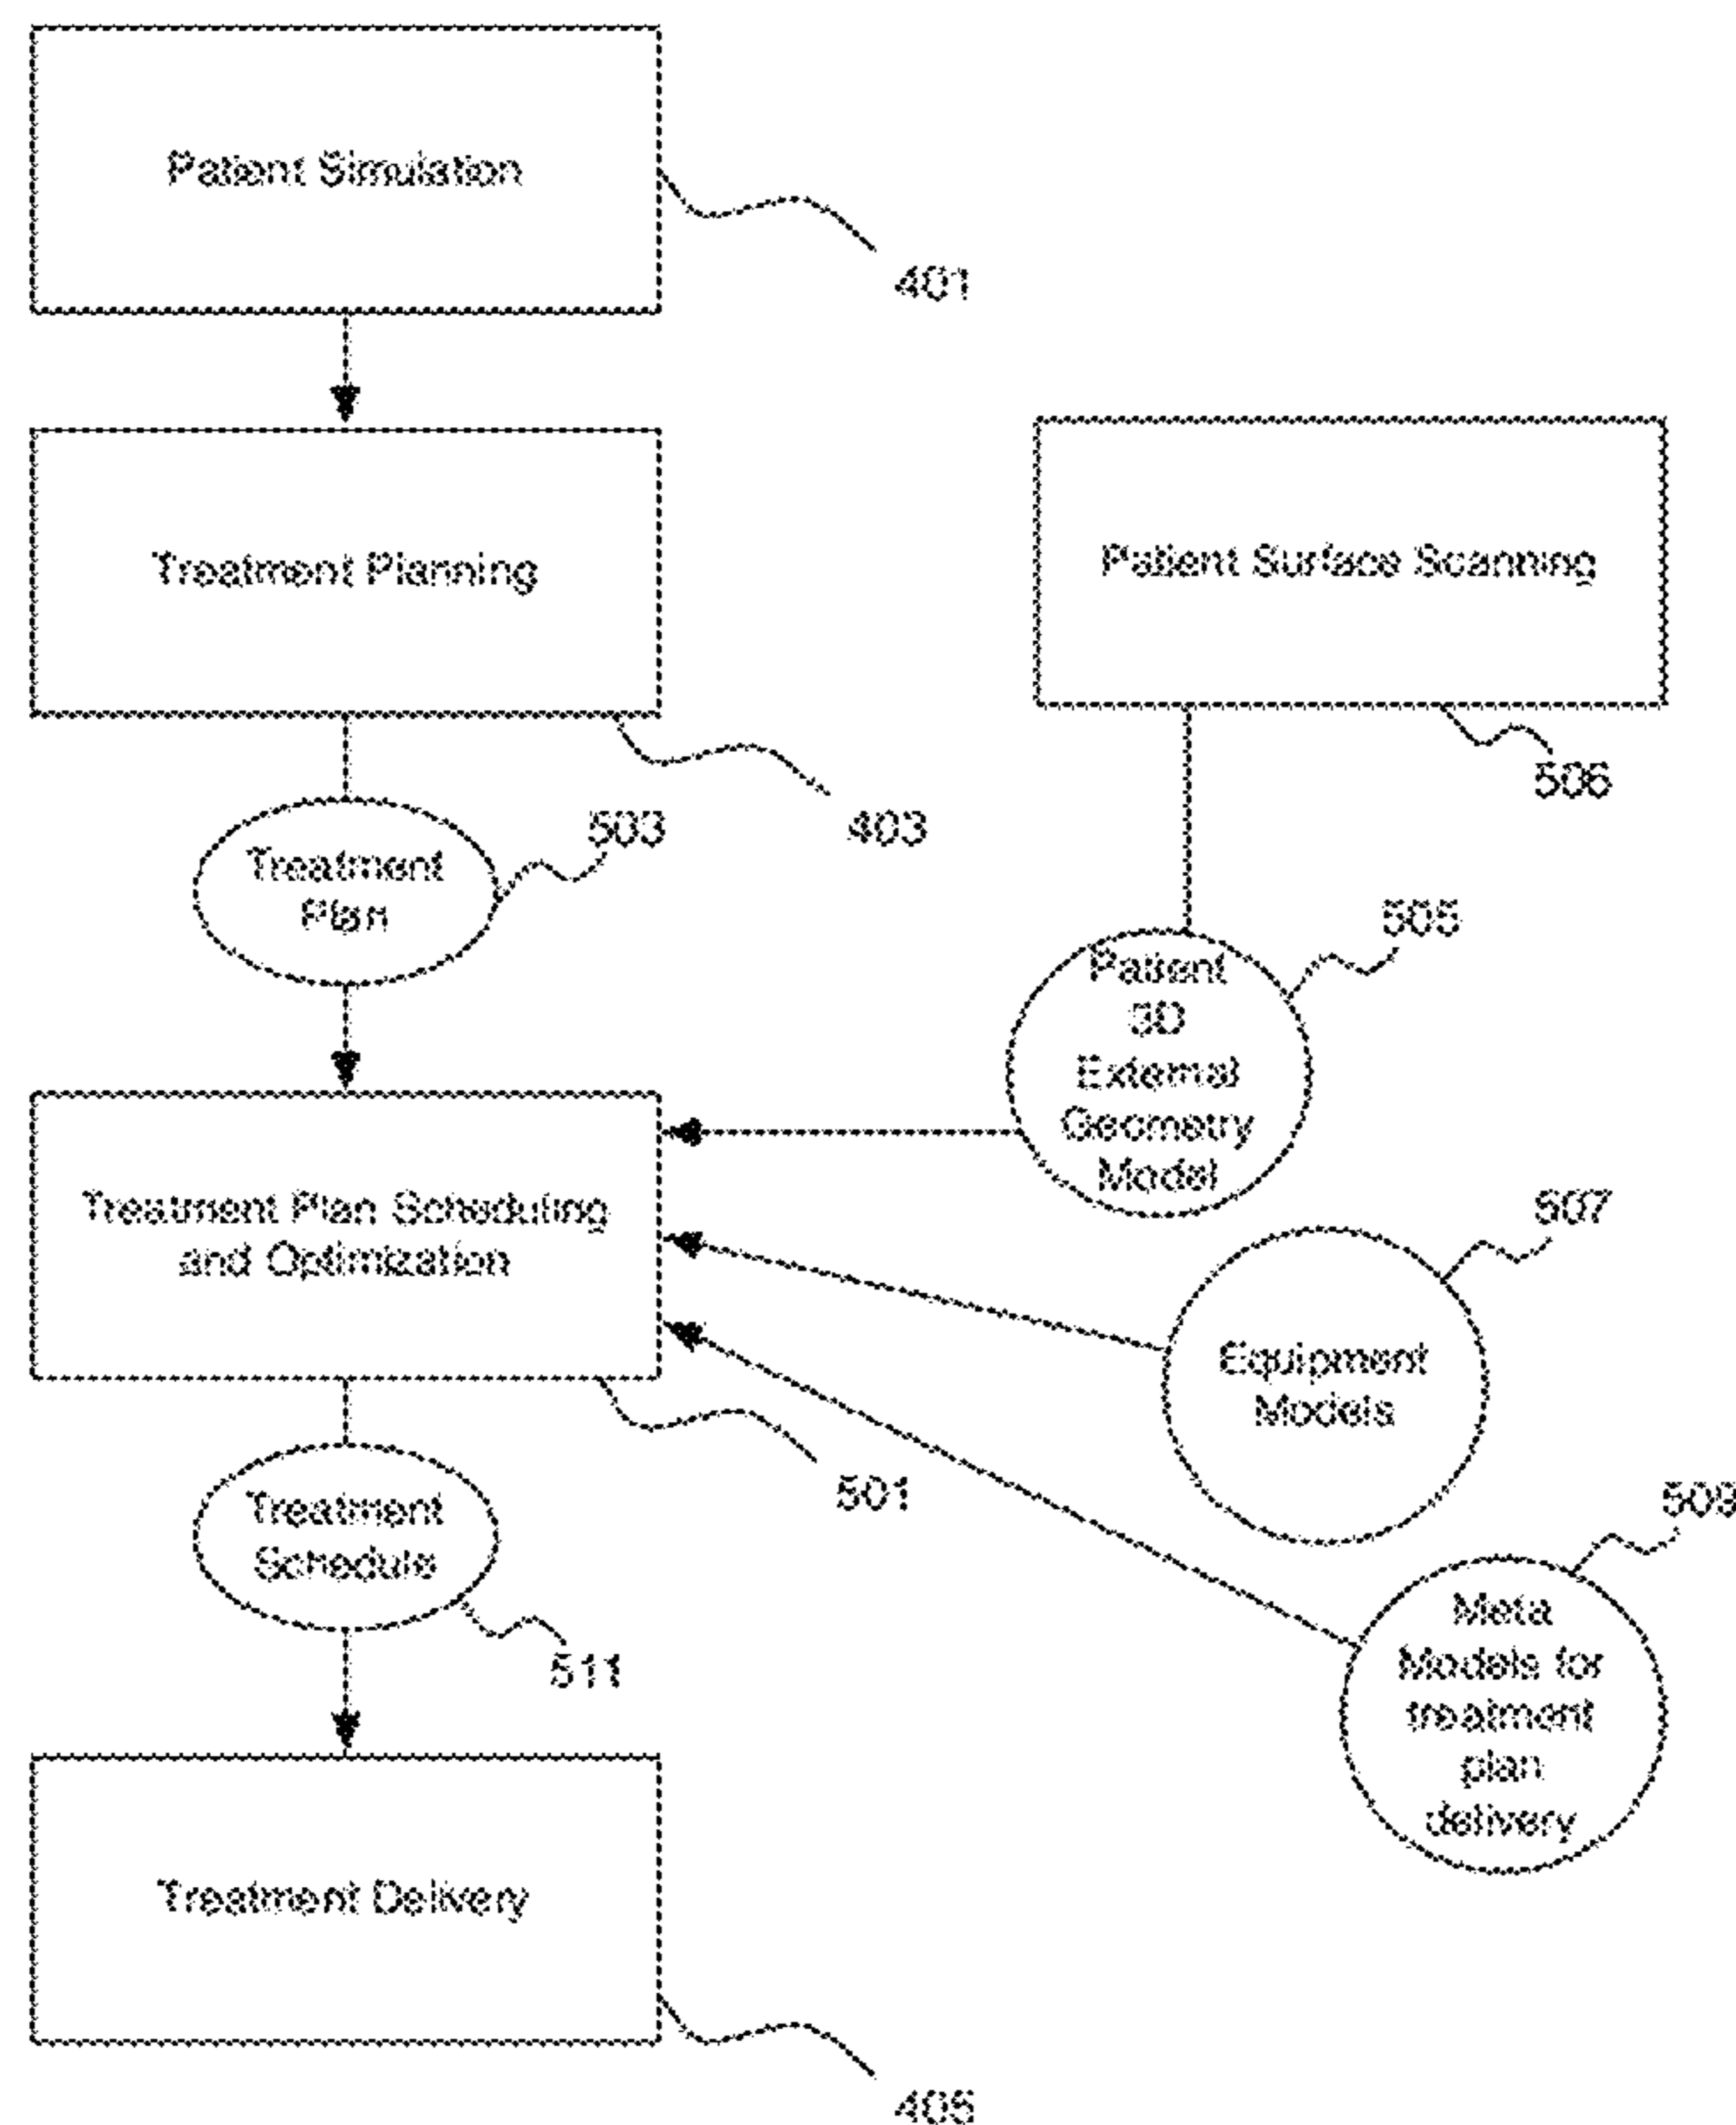 Patient Simulation
401
Treatment Planning
403
Patient Surface Scanning
506
Treatment
Plan
503
Patient
3D
External
Geometry
Model
505
Treatment Plan Scheduling
and Optimization
501
Equipment
Models
507
Treatment
Schedule
511
Meta
Models for
treatment
plan
delivery
509
Treatment Delivery
405